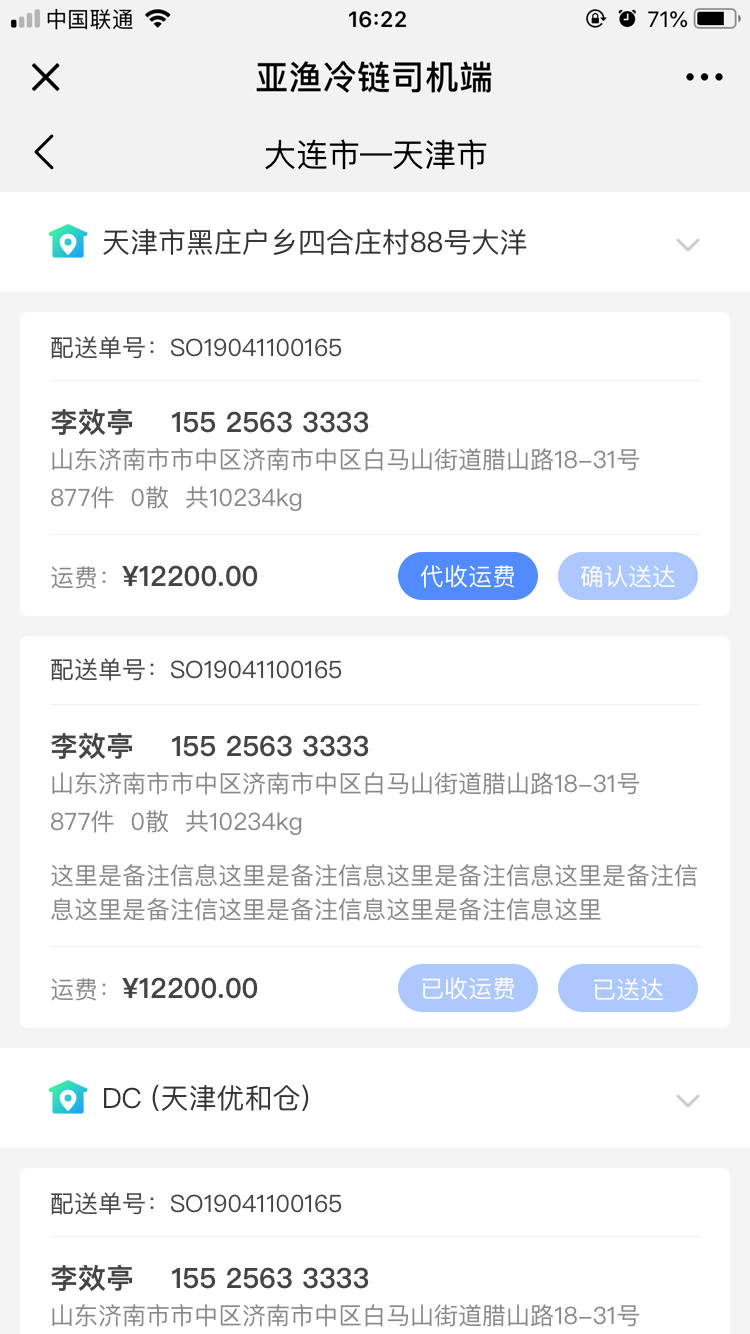 中国联通 16:22 71%
亚渔冷链司机端
大连市—天津市
天津市黑庄户乡四合庄村88号大洋
配送单号：SO19041100165
李效亭 155 2563 3333
山东济南市市中区济南市中区白马山街道腊山路18-31号
877件 0散 共10234kg
运费：¥12200.00 代收运费 确认送达
配送单号：SO19041100165
李效亭 155 2563 3333
山东济南市市中区济南市中区白马山街道腊山路18-31号
877件 0散 共10234kg
这里是备注信息这里是备注信息这里是备注信息这里是备注信
息这里是备注信这里是备注信息这里是备注信息这里
运费：¥12200.00 已收运费 已送达
DC (天津优和仓)
配送单号：SO19041100165
李效亭 155 2563 3333
山东济南市市中区济南市中区白马山街道腊山路18-31号